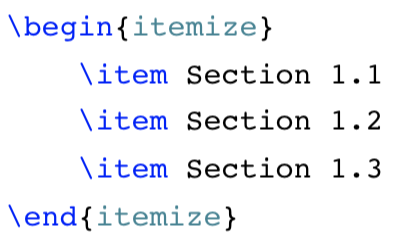 \begin{itemize}
    \item Section 1.1
    \item Section 1.2
    \item Section 1.3
\end{itemize}